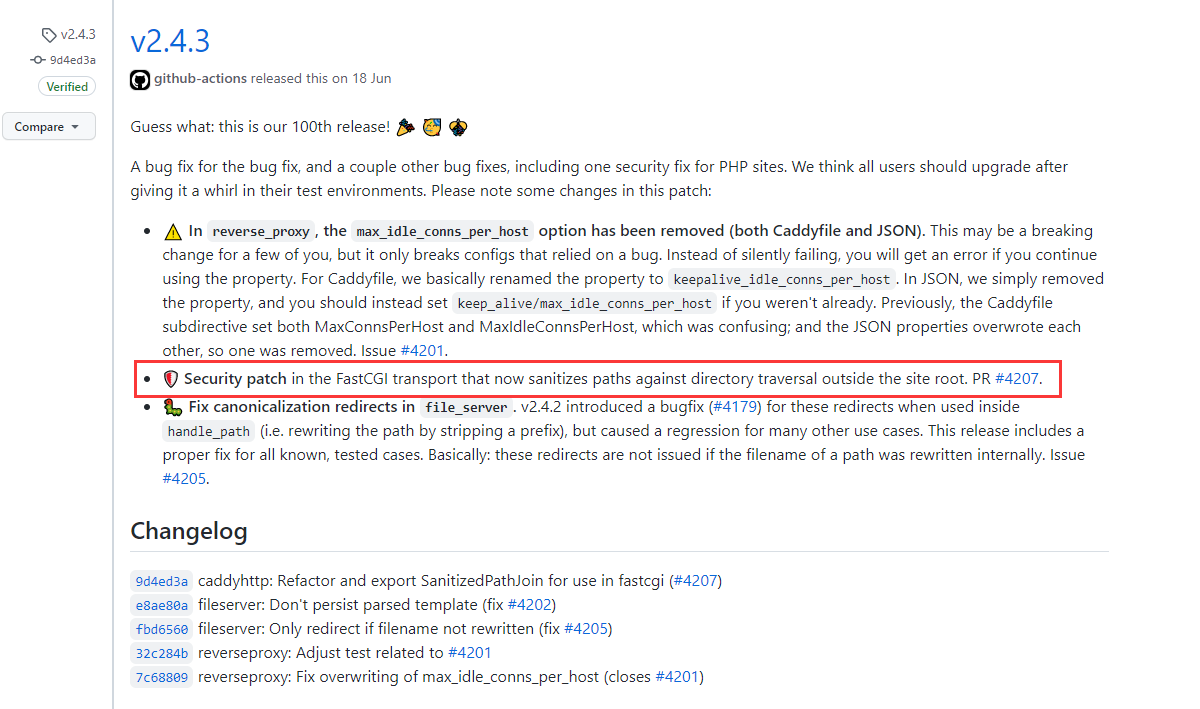 v2.4.3
9d4ed3a
Verified
Compare
v2.4.3
github-actions released this on 18 Jun
Guess what: this is our 100th release!
A bug fix for the bug fix, and a couple other bug fixes, including one security fix for PHP sites. We think all users should upgrade after
giving it a whirl in their test environments. Please note some changes in this patch:
In reverse_proxy, the max_idle_conns_per_host option has been removed (both Caddyfile and JSON). This may be a breaking
change for a few of you, but it only breaks configs that relied on a bug. Instead of silently failing, you will get an error if you continue
using the property. For Caddyfile, we basically renamed the property to keepalive_idle_conns_per_host. In JSON, we simply removed
the property, and you should instead set keep_alive/max_idle_conns_per_host if you weren't already. Previously, the Caddyfile
subdirective set both MaxConnsPerHost and MaxIdleConnsPerHost, which was confusing; and the JSON properties overwrote each
other, so one was removed. Issue #4201.
Security patch in the FastCGI transport that now sanitizes paths against directory traversal outside the site root. PR #4207.
Fix canonicalization redirects in file_server. v2.4.2 introduced a bugfix (#4179) for these redirects when used inside
handle_path (i.e. rewriting the path by stripping a prefix), but caused a regression for many other use cases. This release includes a
proper fix for all known, tested cases. Basically: these redirects are not issued if the filename of a path was rewritten internally. Issue
#4205.
Changelog
9d4ed3a caddyhttp: Refactor and export SanitizedPathJoin for use in fastcgi (#4207)
e8ae80a fileserver: Don't persist parsed template (fix #4202)
fbd6560 fileserver: Only redirect if filename not rewritten (fix #4205)
32c284b reverseproxy: Adjust test related to #4201
7c68809 reverseproxy: Fix overwriting of max_idle_conns_per_host (closes #4201)